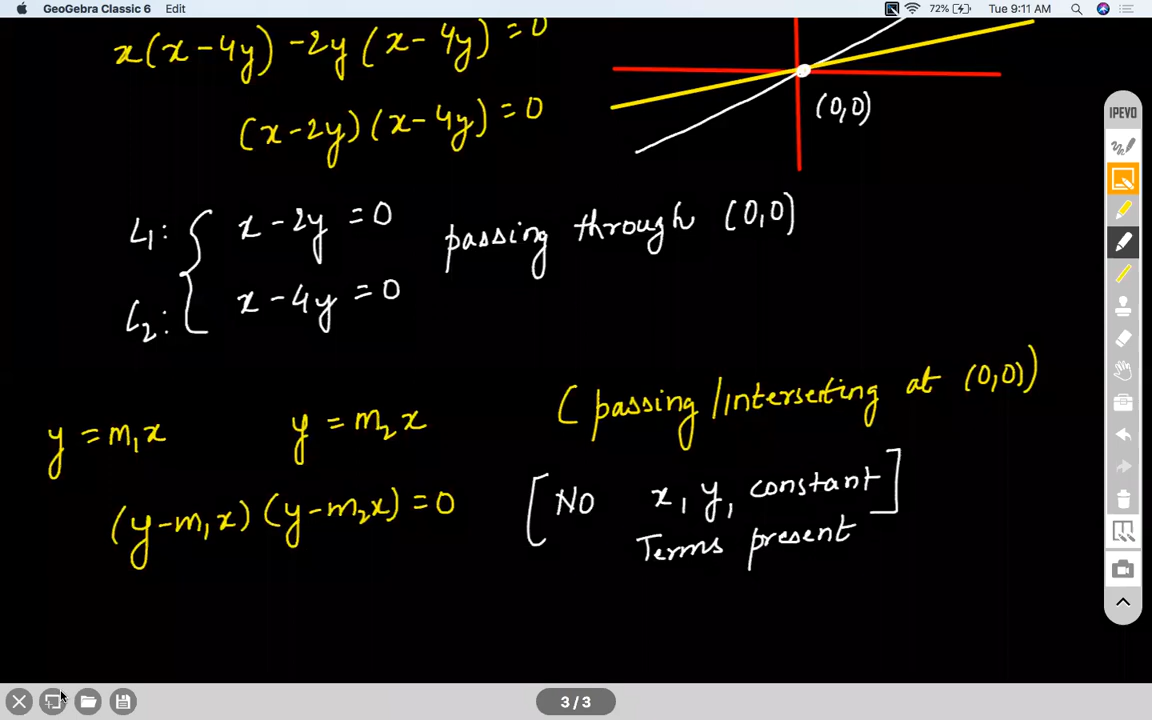 GeoGebra Classic 6 Edit 72% Tue 9:11 AM
x(x-4y) -2y(x-4y) =0
(x-2y)(x-4y) =0
(0,0)
IPEVO
L₁: x-2y =0 passing through (0,0)
L₂: x-4y =0
y =m₁x y =m₂x (passing/interserting at (0,0))
(y-m₁x)(y-m₂x) =0 [No x, y, constant]
Terms present
3/3